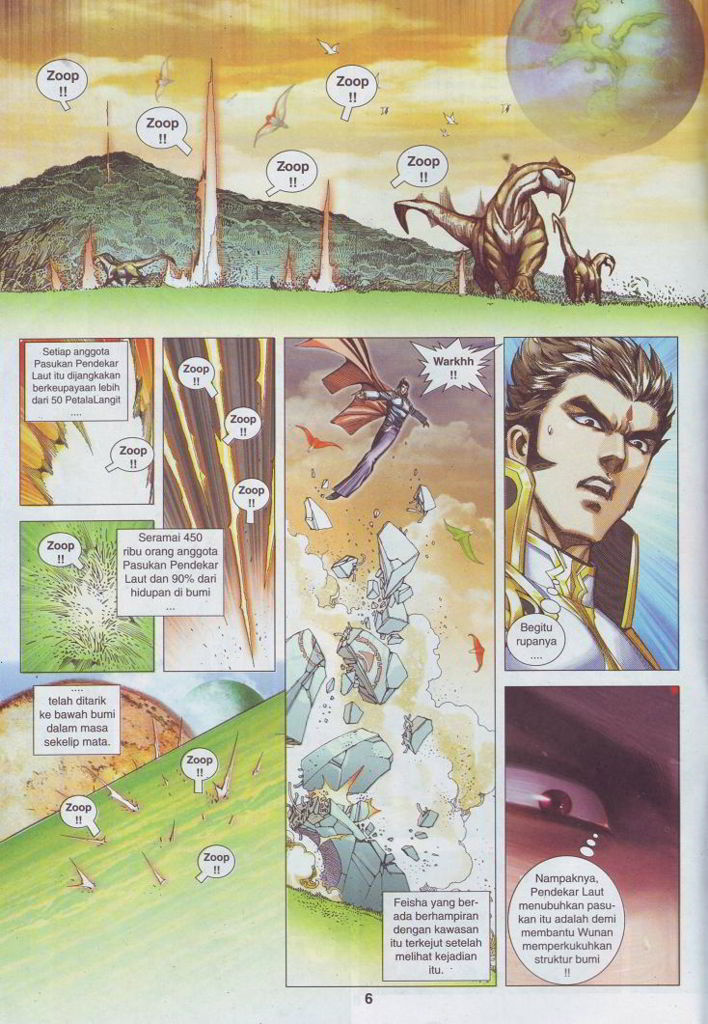 Zoop
!!
Zoop
!!
Zoop
!!
Zoop
!!
Zoop
!!
Setiap anggota
Pasukan Pendekar
Laut itu dijangkakan
berkeupayaan lebih
dari 50 PetalaLangit
....
Zoop
!!
Zoop
!!
Zoop
!!
Zoop
!!
Zoop
!!
Seramai 450
ribu orang anggota
Pasukan Pendekar
Laut dan 90% dari
hidupan di bumi
...
....
telah ditarik
ke bawah bumi
dalam masa
sekelip mata.
Zoop
!!
Zoop
!!
Zoop
!!
Warkhh
!!
Feisha yang ber-
ada berhampiran
dengan kawasan
itu terkejut setelah
melihat kejadian
itu.
Begitu
rupanya
....
Nampaknya,
Pendekar Laut
menubuhkan pasu-
kan itu adalah demi
membantu Wunan
memperkukuhkan
struktur bumi
!!
6